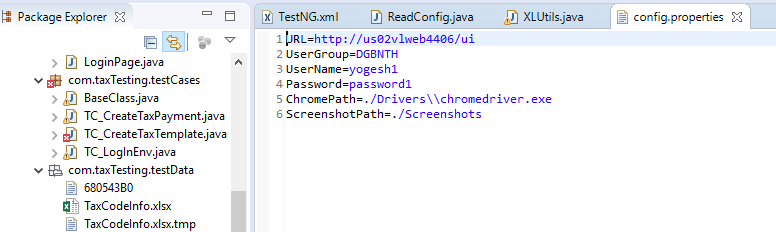 Package Explorer
LoginPage.java
com.taxTesting.testCases
BaseClass.java
TC_CreateTaxPayment.java
TC_CreateTaxTemplate.java
TC_LogInEnv.java
com.taxTesting.testData
680543B0
TaxCodeInfo.xlsx
TaxCodeInfo.xlsx.tmp
TestNG.xml
ReadConfig.java
XLUtils.java
config.properties
1 URL=http://us02vlweb4406/ui
2 UserGroup=DGBNTH
3 UserName=yogesh1
4 Password=password1
5 ChromePath=./Drivers\\chromedriver.exe
6 ScreenshotPath=./Screenshots